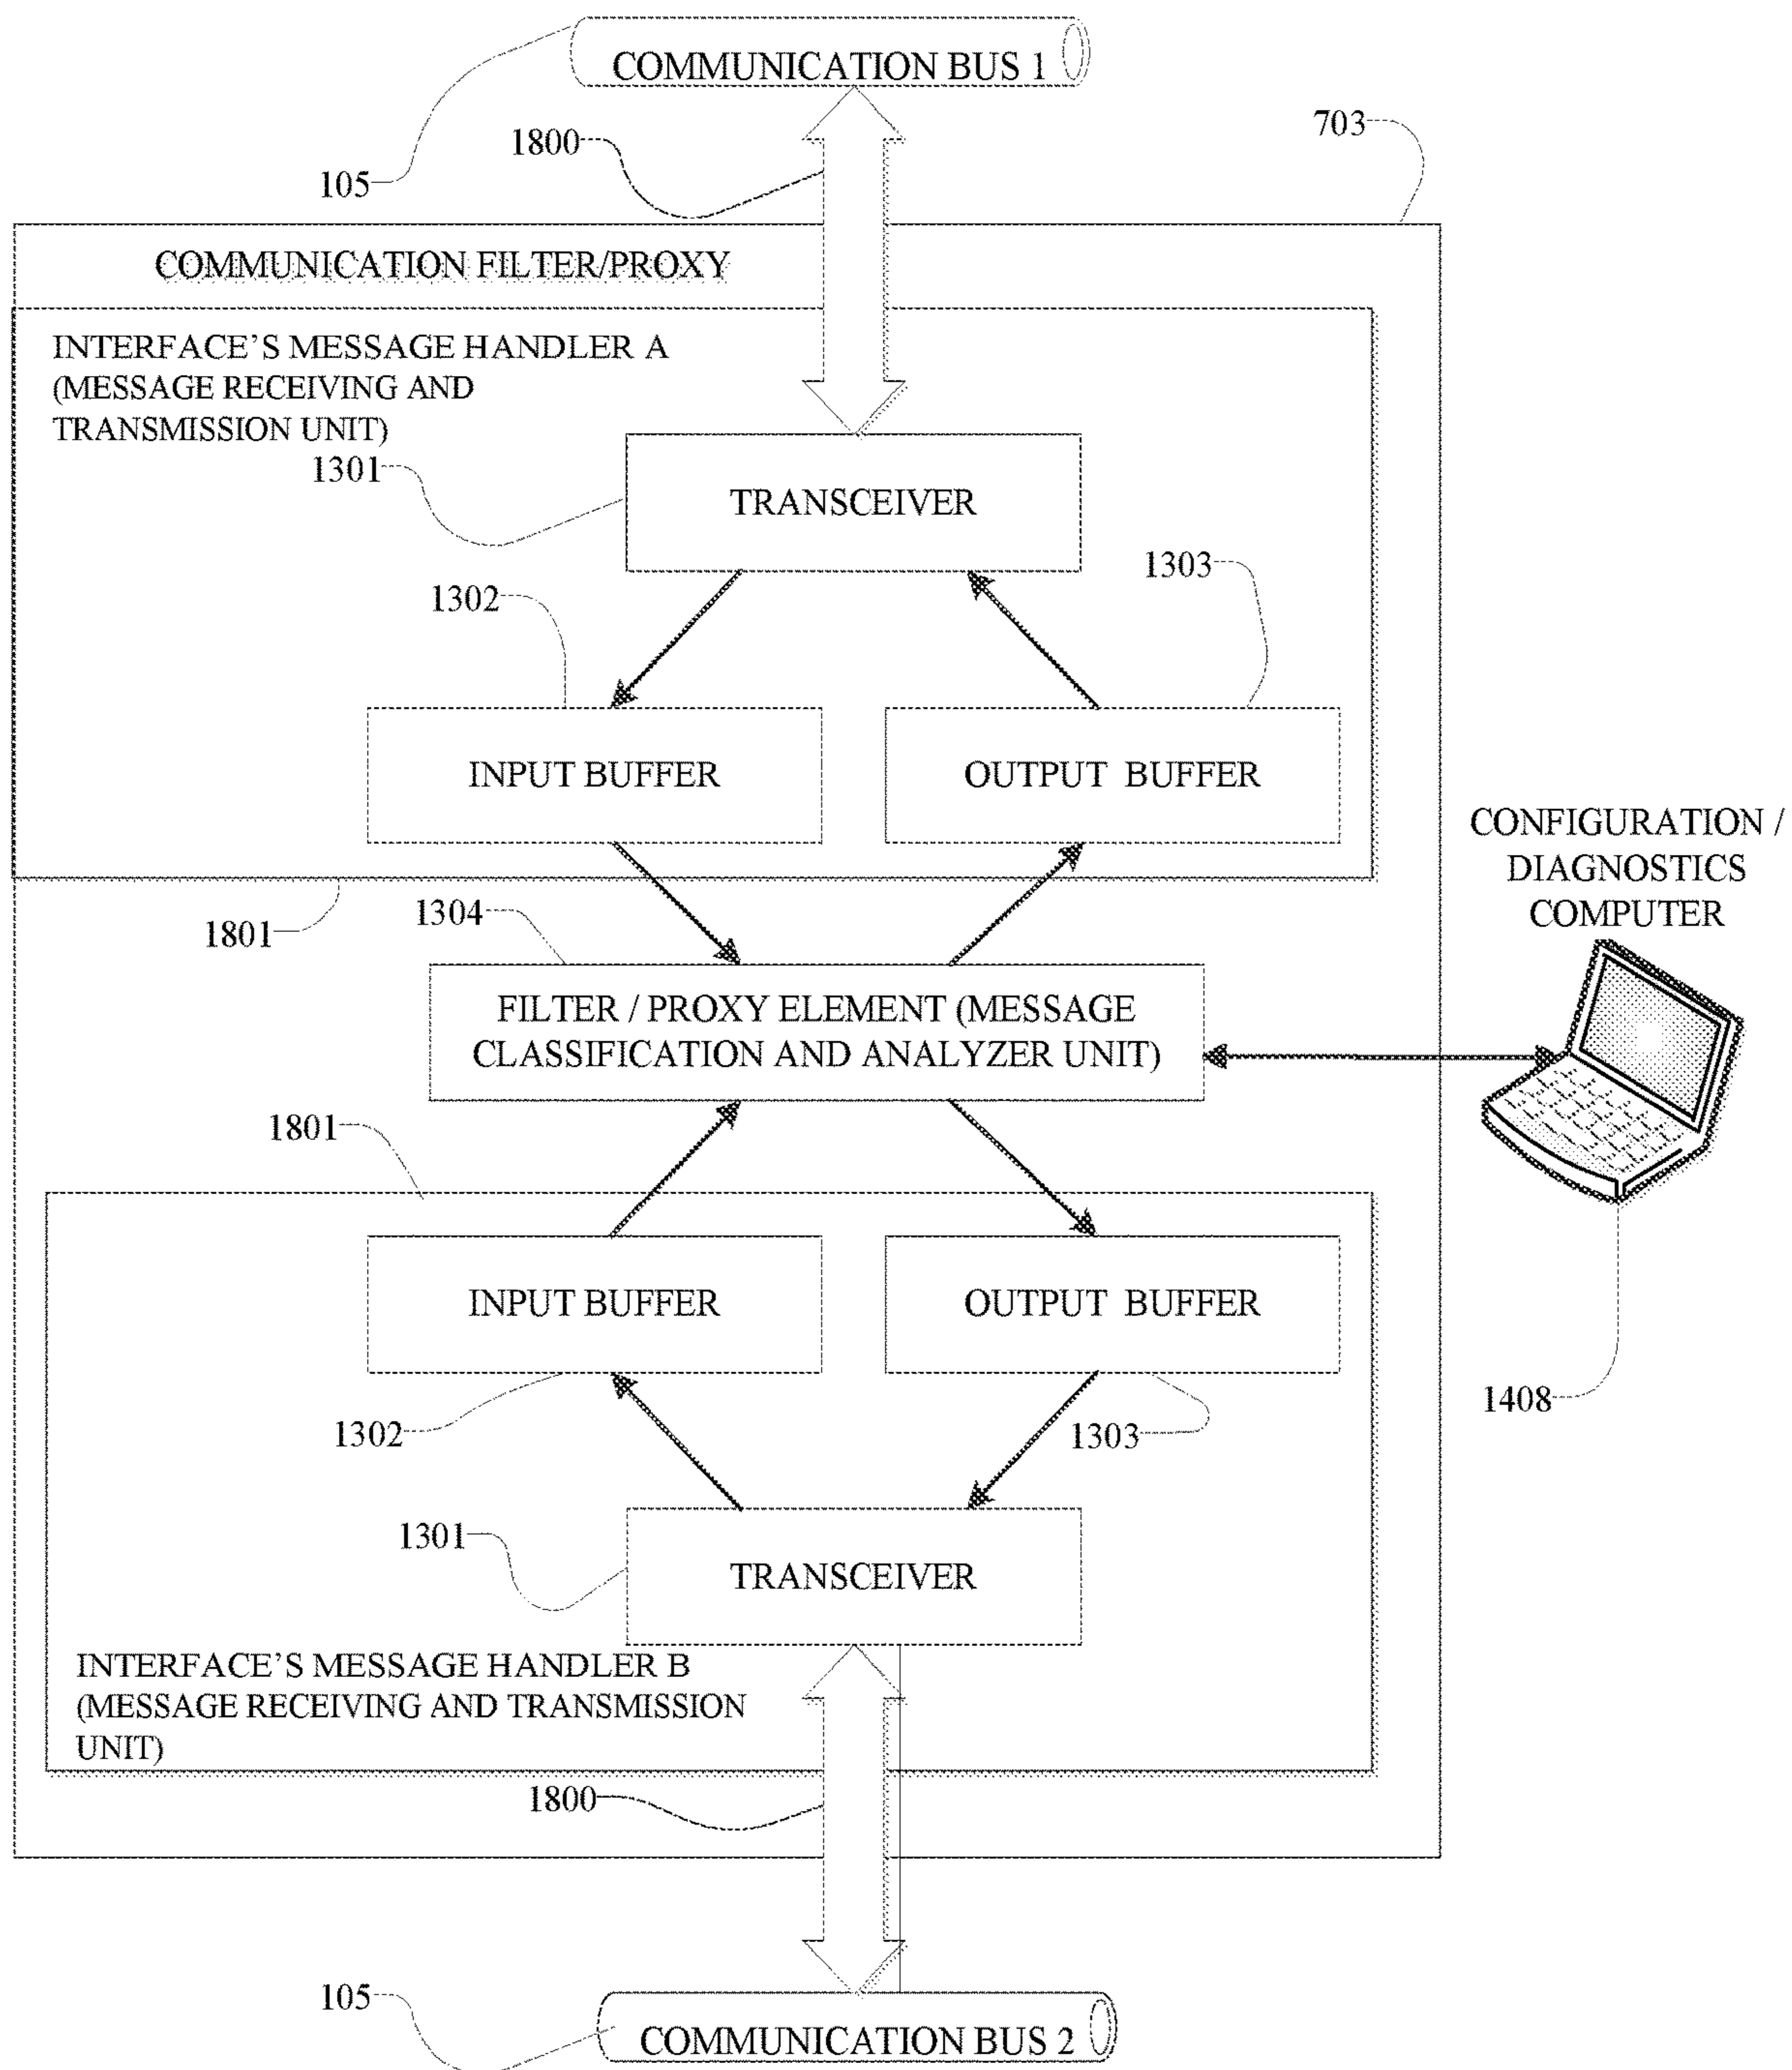 COMMUNICATION BUS 1
703
1800
105
COMMUNICATION FILTER/PROXY
INTERFACE'S MESSAGE HANDLER A
(MESSAGE RECEIVING AND
TRANSMISSION UNIT)
1301
TRANSCEIVER
1303
1302
INPUT BUFFER
OUTPUT BUFFER
CONFIGURATION /
DIAGNOSTICS
COMPUTER
1801
1304
FILTER / PROXY ELEMENT (MESSAGE
CLASSIFICATION AND ANALYZER UNIT)
1801
INPUT BUFFER
OUTPUT BUFFER
1408
1302
1303
1301
TRANSCEIVER
INTERFACE'S MESSAGE HANDLER B
(MESSAGE RECEIVING AND TRANSMISSION
UNIT)
1800
105
COMMUNICATION BUS 2